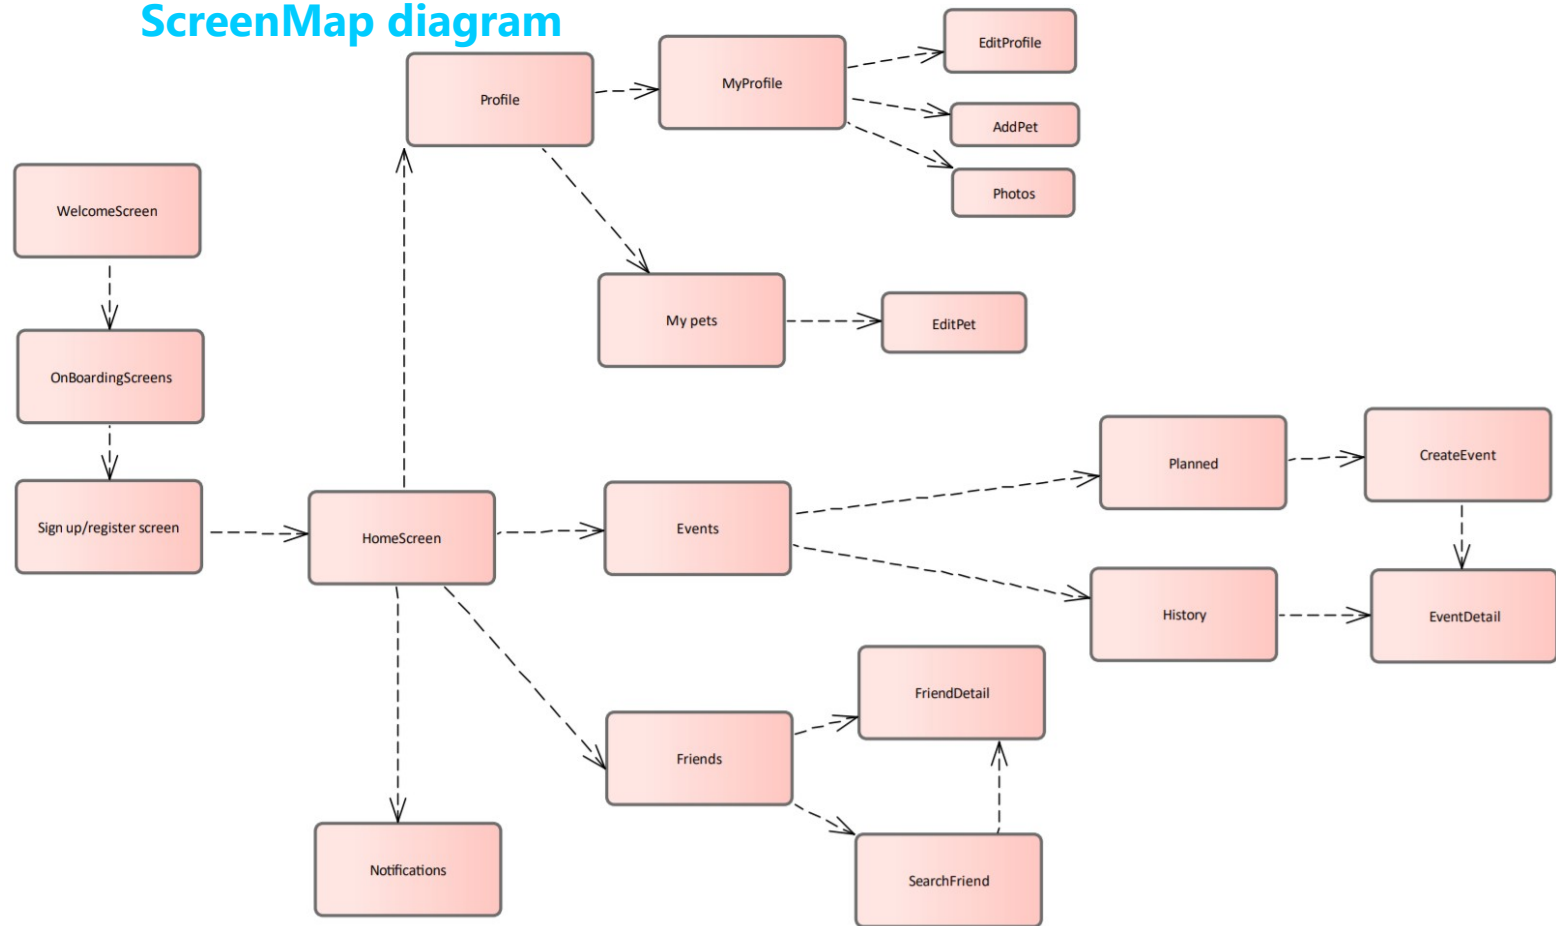 ScreenMap diagram
EditProfile
Profile
MyProfile
AddPet
Photos
WelcomeScreen
My pets
EditPet
OnBoardingScreens
Planned
CreateEvent
Sign up/register screen
HomeScreen
Events
History
EventDetail
FriendDetail
Friends
Notifications
SearchFriend